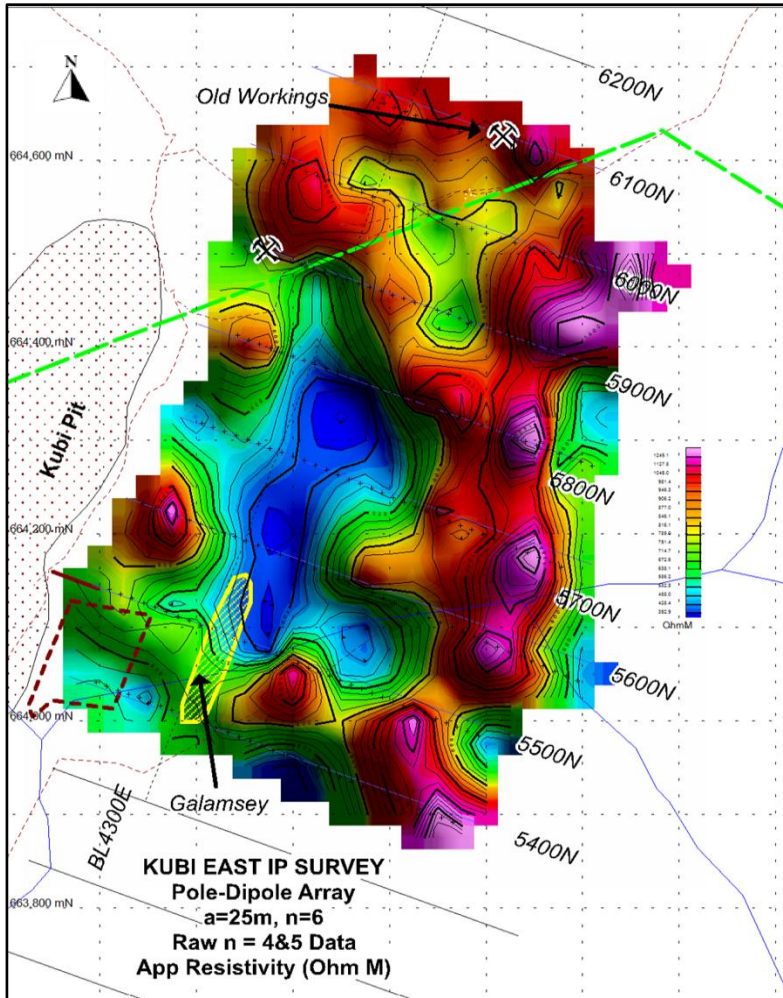 N
Old Workings
6200N
664,600 mN
6100N
6000N
664,400 mN
5900N
Kubi Pit
5800N
664,200 mN
OhmM
5700N
5600N
664,000 mN
5500N
Galamsey
BL4300E
5400N
KUBI EAST IP SURVEY
Pole-Dipole Array
a=25m, n=6
Raw n = 4&5 Data
App Resistivity (Ohm M)
663,800 mN